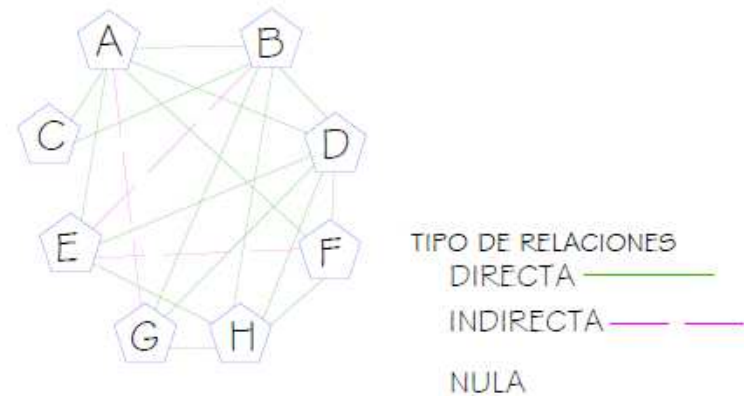 A
B
C
D
E
F
G
H
TIPO DE RELACIONES
DIRECTA
INDIRECTA
NULA